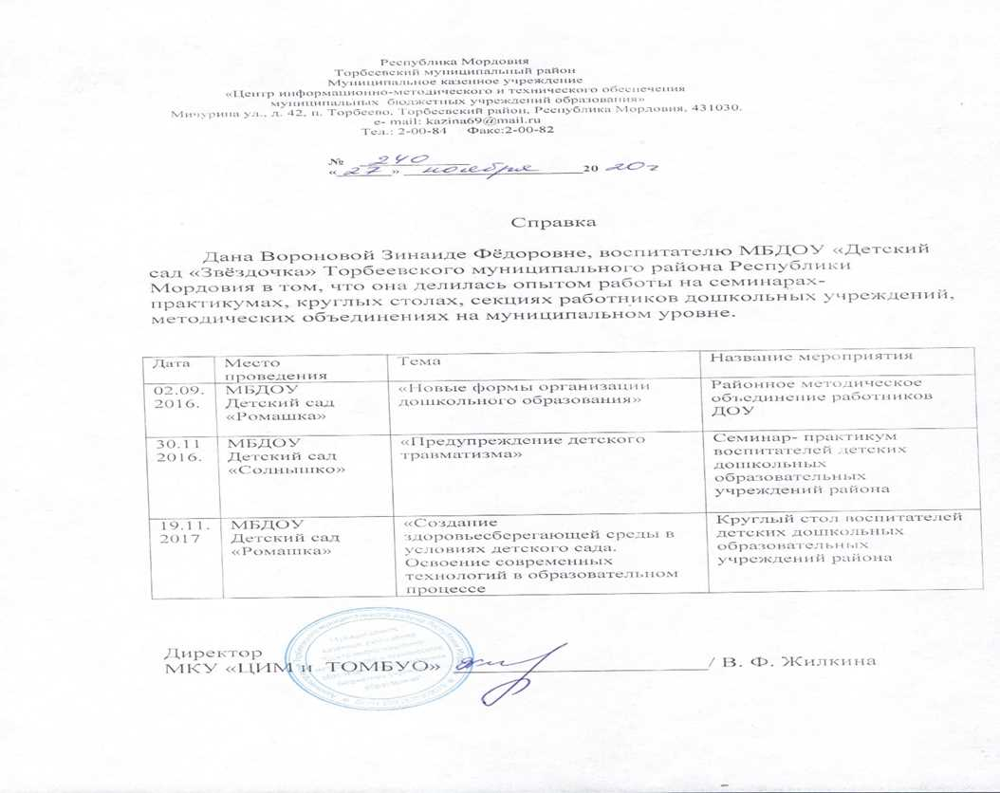 Республика Мордовия
Торбеевский муниципальный район
Муниципальное казенное учреждение
«Центр информационно-методического и технического обеспечения
муниципальных бюджетных учреждений образования»
Мичурина ул., д. 42, п. Торбеево, Торбеевский район, Республика Мордовия, 431030.
e- mail: kazina69@mail.ru
Тел.: 2-00-84 Факс:2-00-82
№ 240
« 27 » ноября 20 20г
Справка
Дана Вороновой Зинаиде Фёдоровне, воспитателю МБДОУ «Детский
сад «Звёздочка» Торбеевского муниципального района Республики
Мордовия в том, что она делилась опытом работы на семинарах-
практикумах, круглых столах, секциях работников дошкольных учреждений,
методических объединениях на муниципальном уровне.
Дата
Место
проведения
Тема
Название мероприятия
02.09.
2016.
МБДОУ
Детский сад
«Ромашка»
«Новые формы организации
дошкольного образования»
Районное методическое
объединение работников
ДОУ
30.11
2016.
МБДОУ
Детский сад
«Солнышко»
«Предупреждение детского
травматизма»
Семинар- практикум
воспитателей детских
дошкольных
образовательных
учреждений района
19.11.
2017
МБДОУ
Детский сад
«Ромашка»
«Создание
здоровьесберегающей среды в
условиях детского сада.
Освоение современных
технологий в образовательном
процессе
Круглый стол воспитателей
детских дошкольных
образовательных
учреждений района
Директор
МКУ «ЦИМ и ТОМБУО» / В. Ф. Жилкина